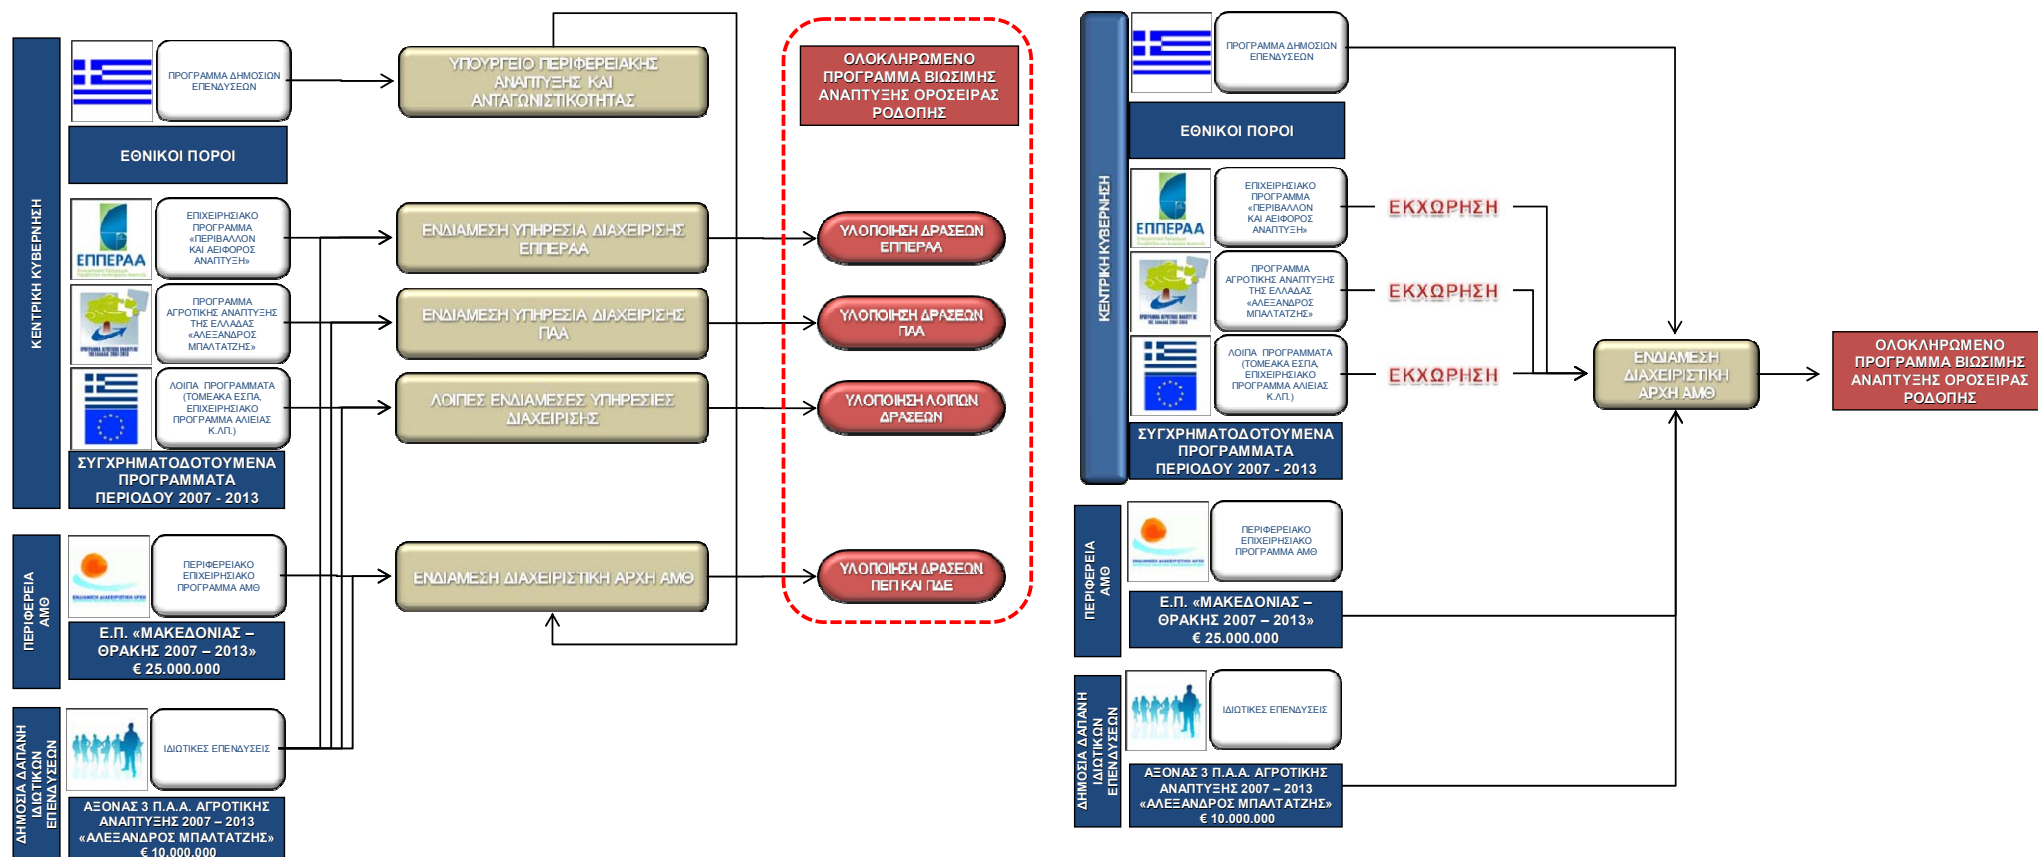 ΚΕΝΤΡΙΚΗ ΚΥΒΕΡΝΗΣΗ
ΠΡΟΓΡΑΜΜΑ ΔΗΜΟΣΙΩΝ
ΕΠΕΝΔΥΣΕΩΝ
ΕΘΝΙΚΟΙ ΠΟΡΟΙ
ΕΠΠΕΡΑΑ
ΕΠΙΧΕΙΡΗΣΙΑΚΟ
ΠΡΟΓΡΑΜΜΑ
«ΠΕΡΙΒΑΛΛΟΝ
ΚΑΙ ΑΕΙΦΟΡΟΣ
ΑΝΑΠΤΥΞΗ»
ΠΡΟΓΡΑΜΜΑ
ΑΓΡΟΤΙΚΗΣ ΑΝΑΠΤΥΞΗΣ
ΤΗΣ ΕΛΛΑΔΑΣ
«ΑΛΕΞΑΝΔΡΟΣ
ΜΠΑΛΤΑΤΖΗΣ»
ΛΟΙΠΑ ΠΡΟΓΡΑΜΜΑΤΑ
(ΤΟΜΕΑΚΑ ΕΣΠΑ,
ΕΠΙΧΕΙΡΗΣΙΑΚΟ
ΠΡΟΓΡΑΜΜΑ ΑΛΙΕΙΑΣ
Κ.ΛΠ.)
ΣΥΓΧΡΗΜΑΤΟΔΟΤΟΥΜΕΝΑ
ΠΡΟΓΡΑΜΜΑΤΑ
ΠΕΡΙΟΔΟΥ 2007 - 2013
ΠΕΡΙΦΕΡΕΙΑ
ΑΜΘ
ΠΕΡΙΦΕΡΕΙΑΚΟ
ΕΠΙΧΕΙΡΗΣΙΑΚΟ
ΠΡΟΓΡΑΜΜΑ ΑΜΘ
Ε.Π. «ΜΑΚΕΔΟΝΙΑΣ –
ΘΡΑΚΗΣ 2007 – 2013»
€ 25.000.000
ΔΗΜΟΣΙΑ ΔΑΠΑΝΗ
ΙΔΙΩΤΙΚΩΝ
ΕΠΕΝΔΥΣΕΩΝ
ΙΔΙΩΤΙΚΕΣ ΕΠΕΝΔΥΣΕΙΣ
ΑΞΟΝΑΣ 3 Π.Α.Α. ΑΓΡΟΤΙΚΗΣ
ΑΝΑΠΤΥΞΗΣ 2007 – 2013
«ΑΛΕΞΑΝΔΡΟΣ ΜΠΑΛΤΑΤΖΗΣ»
€ 10.000.000
ΥΠΟΥΡΓΕΙΟ ΠΕΡΙΦΕΡΕΙΑΚΗΣ
ΑΝΑΠΤΥΞΗΣ ΚΑΙ
ΑΝΤΑΓΩΝΙΣΤΙΚΟΤΗΤΑΣ
ΕΝΔΙΑΜΕΣΗ ΥΠΗΡΕΣΙΑ ΔΙΑΧΕΙΡΙΣΗΣ
ΕΠΠΕΡΑΑ
ΕΝΔΙΑΜΕΣΗ ΥΠΗΡΕΣΙΑ ΔΙΑΧΕΙΡΙΣΗΣ
ΠΑΑ
ΛΟΙΠΕΣ ΕΝΔΙΑΜΕΣΕΣ ΥΠΗΡΕΣΙΕΣ
ΔΙΑΧΕΙΡΙΣΗΣ
ΕΝΔΙΑΜΕΣΗ ΔΙΑΧΕΙΡΙΣΤΙΚΗ ΑΡΧΗ ΑΜΘ
ΟΛΟΚΛΗΡΩΜΕΝΟ
ΠΡΟΓΡΑΜΜΑ ΒΙΩΣΙΜΗΣ
ΑΝΑΠΤΥΞΗΣ ΟΡΟΣΕΙΡΑΣ
ΡΟΔΟΠΗΣ
ΥΛΟΠΟΙΗΣΗ ΔΡΑΣΕΩΝ
ΕΠΠΕΡΑΑ
ΥΛΟΠΟΙΗΣΗ ΔΡΑΣΕΩΝ
ΠΑΑ
ΥΛΟΠΟΙΗΣΗ ΛΟΙΠΩΝ
ΔΡΑΣΕΩΝ
ΥΛΟΠΟΙΗΣΗ ΔΡΑΣΕΩΝ
ΠΕΠ ΚΑΙ ΠΔΕ
ΚΕΝΤΡΙΚΗ ΚΥΒΕΡΝΗΣΗ
ΠΡΟΓΡΑΜΜΑ ΔΗΜΟΣΙΩΝ
ΕΠΕΝΔΥΣΕΩΝ
ΕΘΝΙΚΟΙ ΠΟΡΟΙ
ΕΠΠΕΡΑΑ
ΕΠΙΧΕΙΡΗΣΙΑΚΟ
ΠΡΟΓΡΑΜΜΑ
«ΠΕΡΙΒΑΛΛΟΝ
ΚΑΙ ΑΕΙΦΟΡΟΣ
ΑΝΑΠΤΥΞΗ»
ΕΚΧΩΡΗΣΗ
ΠΡΟΓΡΑΜΜΑ
ΑΓΡΟΤΙΚΗΣ ΑΝΑΠΤΥΞΗΣ
ΤΗΣ ΕΛΛΑΔΑΣ
«ΑΛΕΞΑΝΔΡΟΣ
ΜΠΑΛΤΑΤΖΗΣ»
ΕΚΧΩΡΗΣΗ
ΛΟΙΠΑ ΠΡΟΓΡΑΜΜΑΤΑ
(ΤΟΜΕΑΚΑ ΕΣΠΑ,
ΕΠΙΧΕΙΡΗΣΙΑΚΟ
ΠΡΟΓΡΑΜΜΑ ΑΛΙΕΙΑΣ
Κ.ΛΠ.)
ΕΚΧΩΡΗΣΗ
ΣΥΓΧΡΗΜΑΤΟΔΟΤΟΥΜΕΝΑ
ΠΡΟΓΡΑΜΜΑΤΑ
ΠΕΡΙΟΔΟΥ 2007 - 2013
ΠΕΡΙΦΕΡΕΙΑ
ΑΜΘ
ΠΕΡΙΦΕΡΕΙΑΚΟ
ΕΠΙΧΕΙΡΗΣΙΑΚΟ
ΠΡΟΓΡΑΜΜΑ ΑΜΘ
Ε.Π. «ΜΑΚΕΔΟΝΙΑΣ –
ΘΡΑΚΗΣ 2007 – 2013»
€ 25.000.000
ΔΗΜΟΣΙΑ ΔΑΠΑΝΗ
ΙΔΙΩΤΙΚΩΝ
ΕΠΕΝΔΥΣΕΩΝ
ΙΔΙΩΤΙΚΕΣ ΕΠΕΝΔΥΣΕΙΣ
ΑΞΟΝΑΣ 3 Π.Α.Α. ΑΓΡΟΤΙΚΗΣ
ΑΝΑΠΤΥΞΗΣ 2007 – 2013
«ΑΛΕΞΑΝΔΡΟΣ ΜΠΑΛΤΑΤΖΗΣ»
€ 10.000.000
ΕΝΔΙΑΜΕΣΗ
ΔΙΑΧΕΙΡΙΣΤΙΚΗ
ΑΡΧΗ ΑΜΘ
ΟΛΟΚΛΗΡΩΜΕΝΟ
ΠΡΟΓΡΑΜΜΑ ΒΙΩΣΙΜΗΣ
ΑΝΑΠΤΥΞΗΣ ΟΡΟΣΕΙΡΑΣ
ΡΟΔΟΠΗΣ